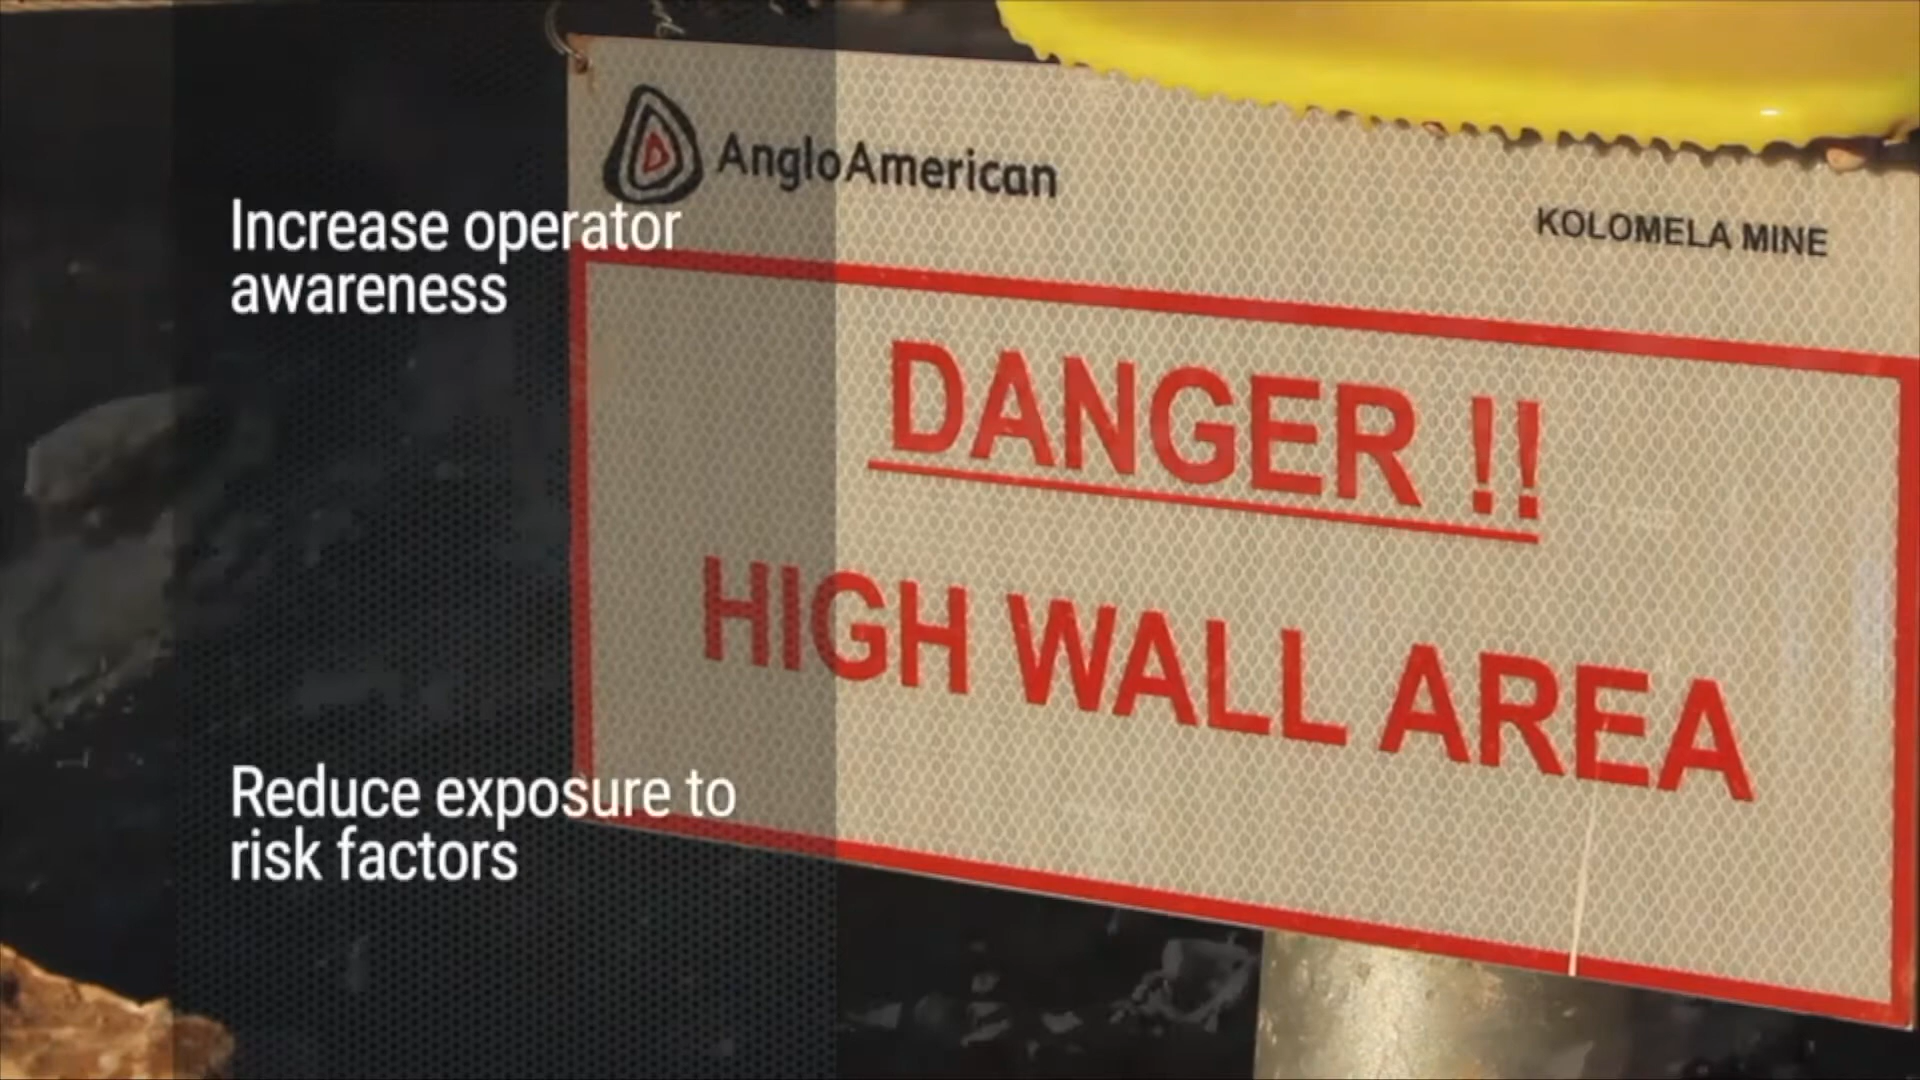 Increase operator
awareness
Reduce exposure to
risk factors
AngloAmerican
KOLOMELA MINE
DANGER !!
HIGH WALL AREA